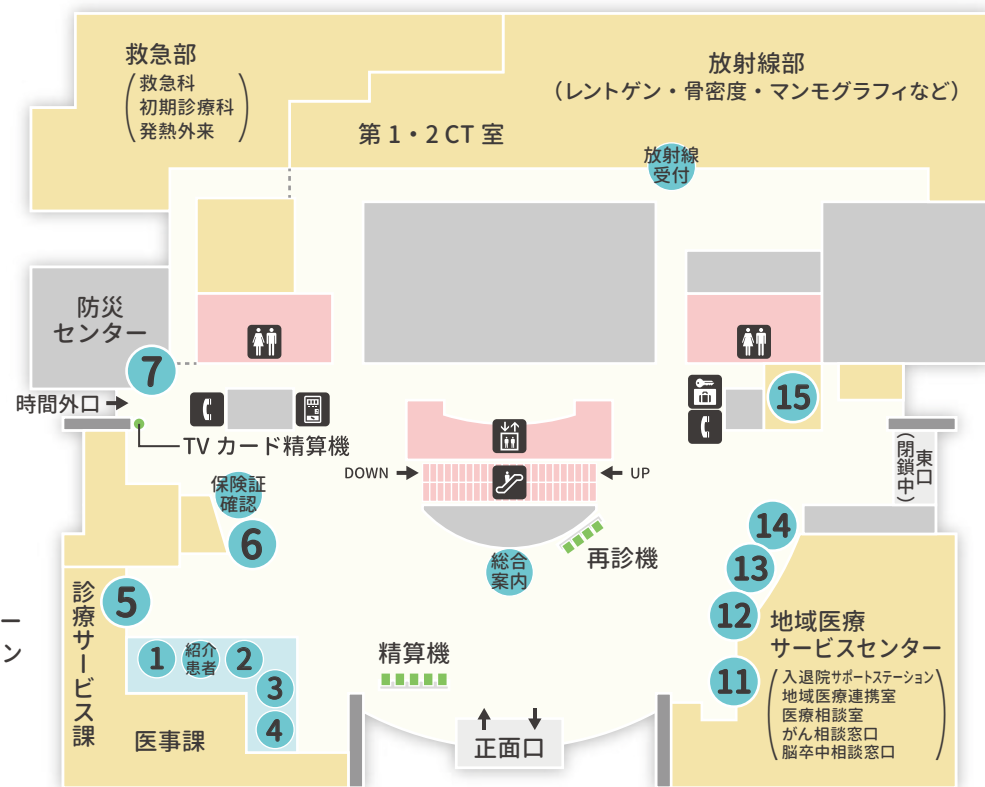 救急部
(救急科
初期診療科
発熱外来)
放射線部
(レントゲン・骨密度・マンモグラフィなど)
第1・2 CT 室
放射線
受付
防災
センター
7
時間外口
TV カード精算機
15
DOWN
UP
東口
(閉鎖中)
保険証
確認
6
総合
案内
再診機
14
13
12
11
5
診療サービス課
ー
ン
1
紹介
患者
2
3
4
医事課
精算機
正面口
地域医療
サービスセンター
(入退院サポートステーション
地域医療連携室
医療相談室
がん相談窓口
脳卒中相談窓口)